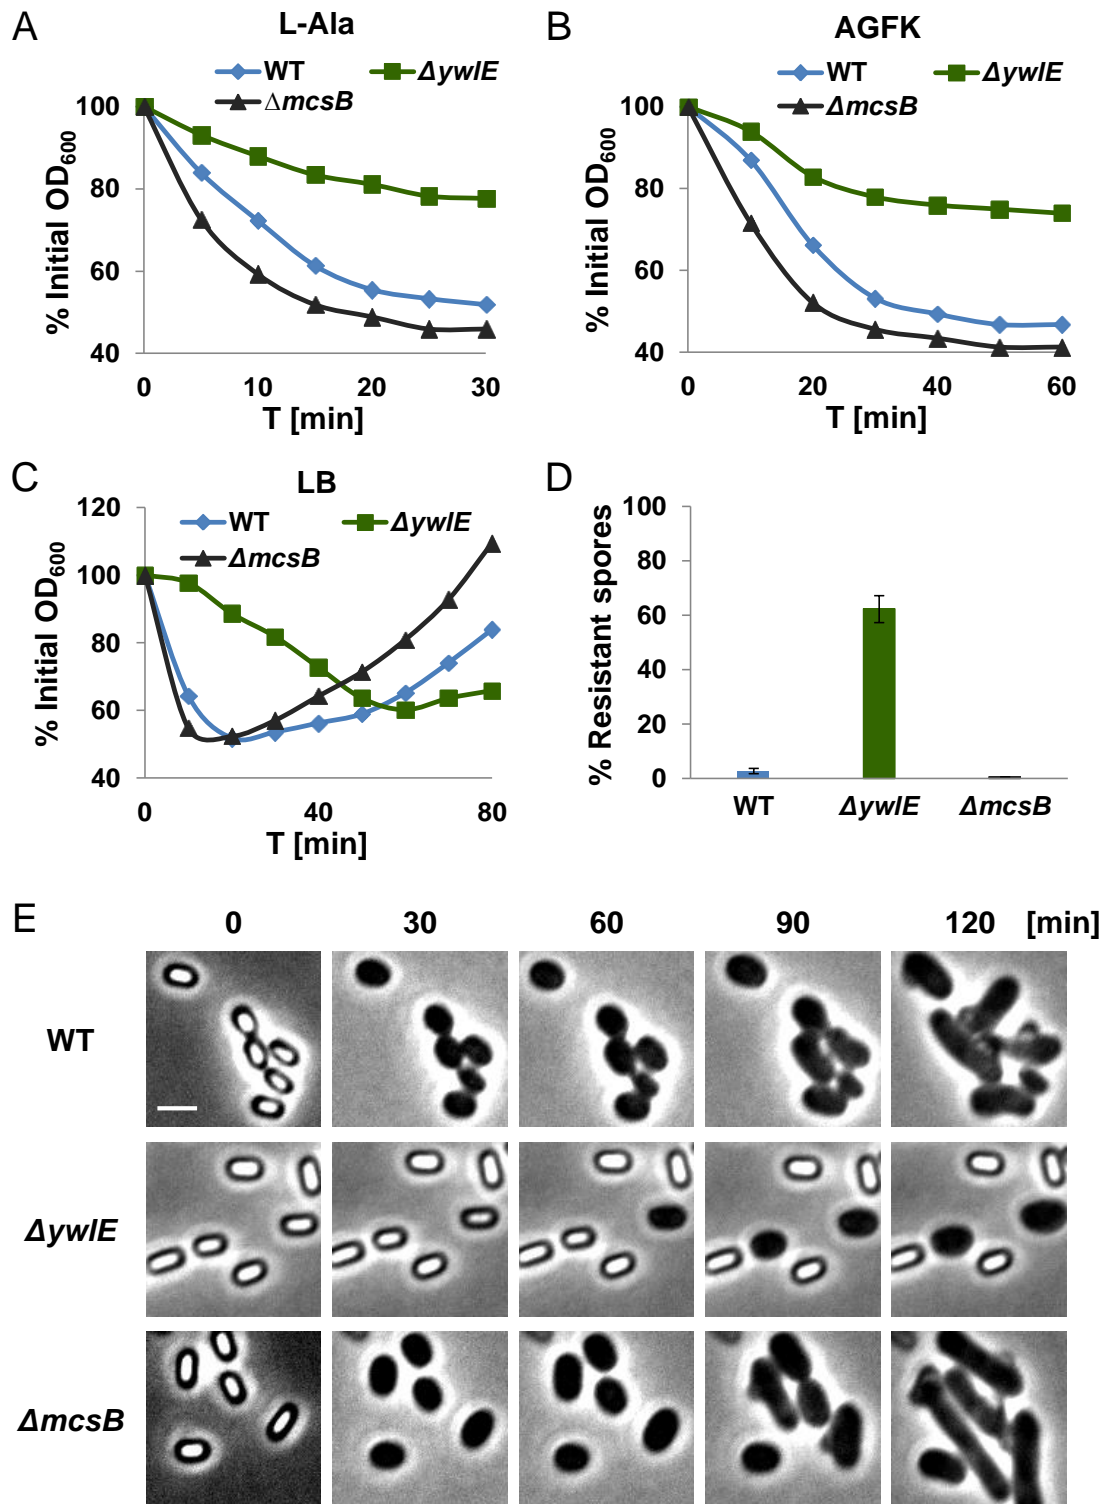 A
L-Ala
WT
ΔywlE
ΔmcsB
% Initial OD600
100
80
60
40
0
10
20
30
T [min]
B
AGFK
WT
ΔywlE
ΔmcsB
% Initial OD600
100
80
60
40
0
20
40
60
T [min]
C
LB
WT
ΔywlE
ΔmcsB
% Initial OD600
120
100
80
60
40
0
40
80
T [min]
D
% Resistant spores
100
80
60
40
20
0
WT
ΔywlE
ΔmcsB
E
0 30 60 90 120 [min]
WT
ΔywlE
ΔmcsB